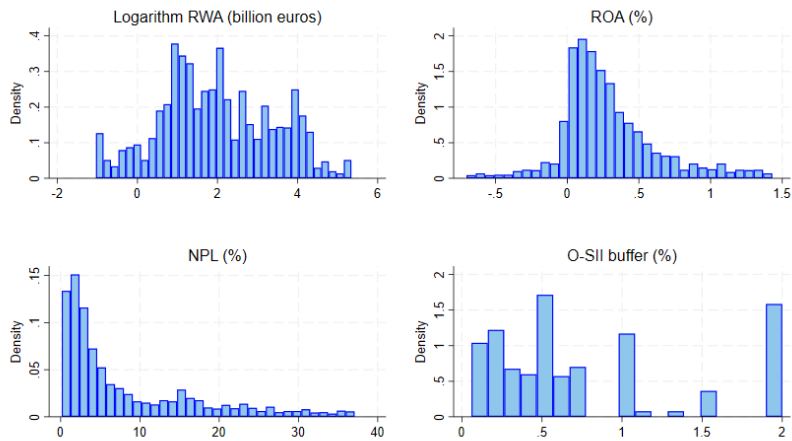 Logarithm RWA (billion euros)
Density
0 .1 .2 .3 .4
-2 0 2 4 6
ROA (%)
Density
0 .5 1 1.5 2
-.5 0 .5 1 1.5
NPL (%)
Density
0 .05 .1 .15
0 10 20 30 40
O-SII buffer (%)
Density
0 .5 1 1.5 2
0 .5 1 1.5 2